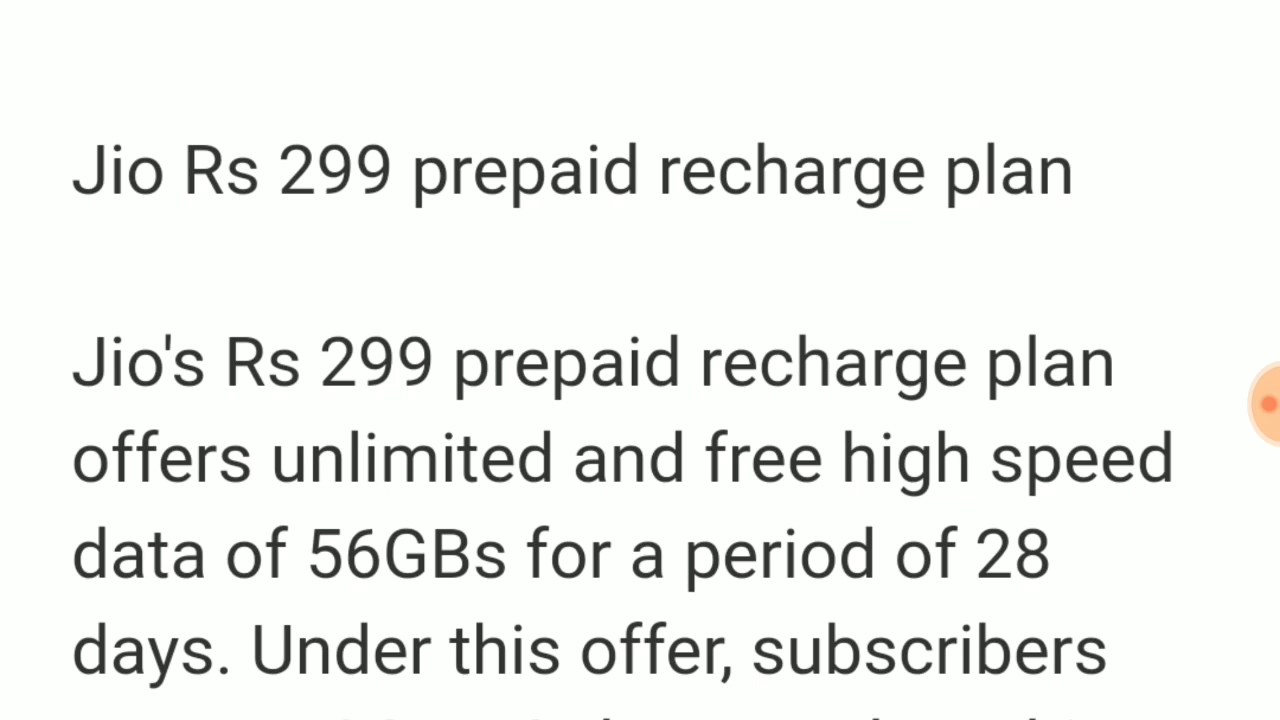 Jio Rs 299 prepaid recharge plan
Jio's Rs 299 prepaid recharge plan
offers unlimited and free high speed
data of 56GBs for a period of 28
days. Under this offer, subscribers